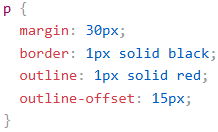 p {
  margin: 30px;
  border: 1px solid black;
  outline: 1px solid red;
  outline-offset: 15px;
}